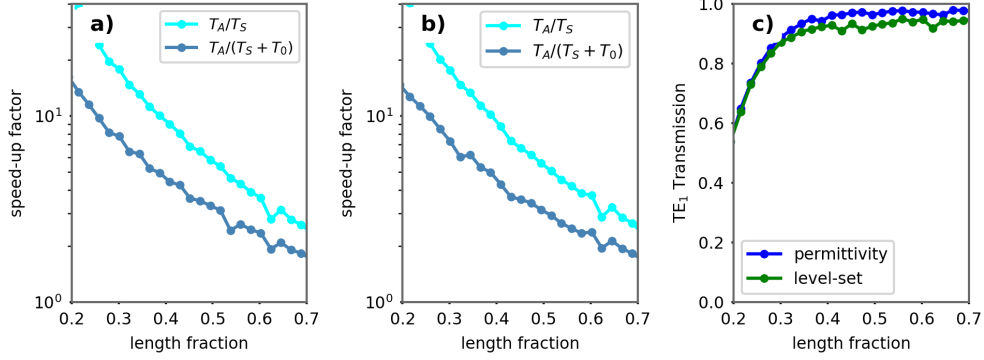 a)
T_A/T_S
T_A/(T_S + T_0)
speed-up factor
10^1
10^0
0.2 0.3 0.4 0.5 0.6 0.7
length fraction
b)
T_A/T_S
T_A/(T_S + T_0)
speed-up factor
10^1
10^0
0.2 0.3 0.4 0.5 0.6 0.7
length fraction
c)
TE_1 Transmission
1.0
0.8
0.6
0.4
0.2
0.0
permittivity
level-set
0.2 0.3 0.4 0.5 0.6 0.7
length fraction